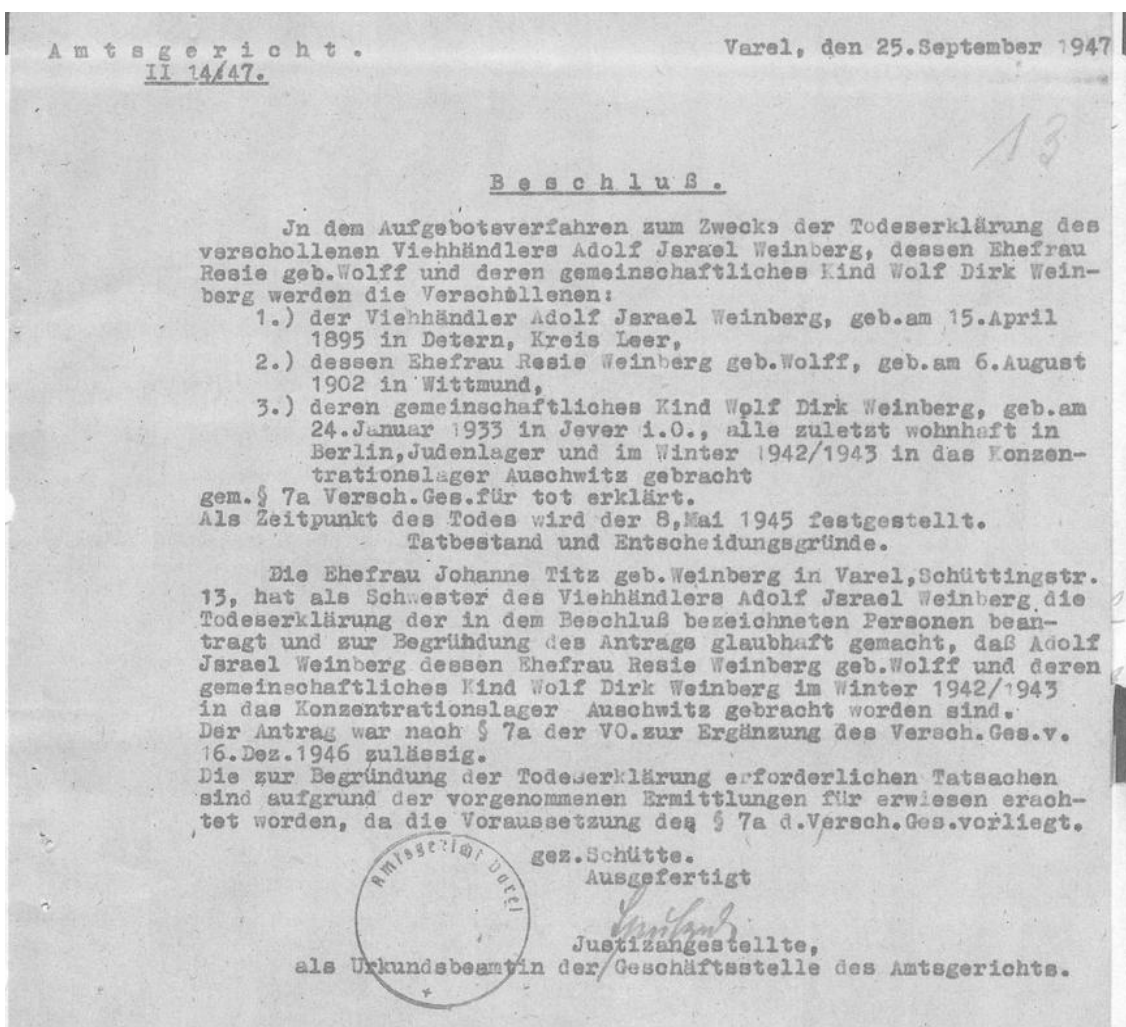 Amtsgericht.
Varel, den 25.September 1947
II 14/47.
13
Beschluß.
Jn dem Aufgebotsverfahren zum Zwecks der Todeserklärung des
verschollenen Viehhändlers Adolf Jsrael Weinberg, dessen Ehefrau
Resie geb.Wolff und deren gemeinschaftliches Kind Wolf Dirk Wein-
berg werden die Verschollenen:
1.) der Viehhändler Adolf Jsrael Weinberg, geb.am 15.April
1895 in Detern, Kreis Leer,
2.) dessen Ehefrau Resie Weinberg geb.Wolff, geb.am 6.August
1902 in Wittmund,
3.) deren gemeinschaftliches Kind Wolf Dirk Weinberg, geb.am
24.Januar 1933 in Jever i.O., alle zuletzt wohnhaft in
Berlin,Judenlager und im Winter 1942/1943 in das Konzen-
trationslager Auschwitz gebracht
gem.§ 7a Versch.Ges.für tot erklärt.
Als Zeitpunkt des Todes wird der 8,Mai 1945 festgestellt.
Tatbestand und Entscheidungsgründe.
Die Ehefrau Johanne Titz geb.Weinberg in Varel,Schüttingstr.
13, hat als Schwester des Viehhändlers Adolf Jsrael Weinberg die
Todeserklärung der in dem Beschluß bezeichneten Personen bean-
tragt und zur Begründung des Antrags glaubhaft gemacht, daß Adolf
Jsrael Weinberg dessen Ehefrau Resie Weinberg geb.Wolff und deren
gemeinschaftliches Kind Wolf Dirk Weinberg im Winter 1942/1943
in das Konzentrationslager Auschwitz gebracht worden sind.
Der Antrag war nach § 7a der VO.zur Ergänzung des Versch.Ges.v.
16.Dez.1946 zulässig.
Die zur Begründung der Todeserklärung erforderlichen Tatsachen
sind aufgrund der vorgenommenen Ermittlungen für erwiesen erach-
tet worden, da die Voraussetzung des § 7a d.Versch.Ges.vorliegt.
Amtsgericht Varel
gez.Schütte.
Ausgefertigt
Justizangestellte,
als Urkundsbeamtin der Geschäftsstelle des Amtsgerichts.